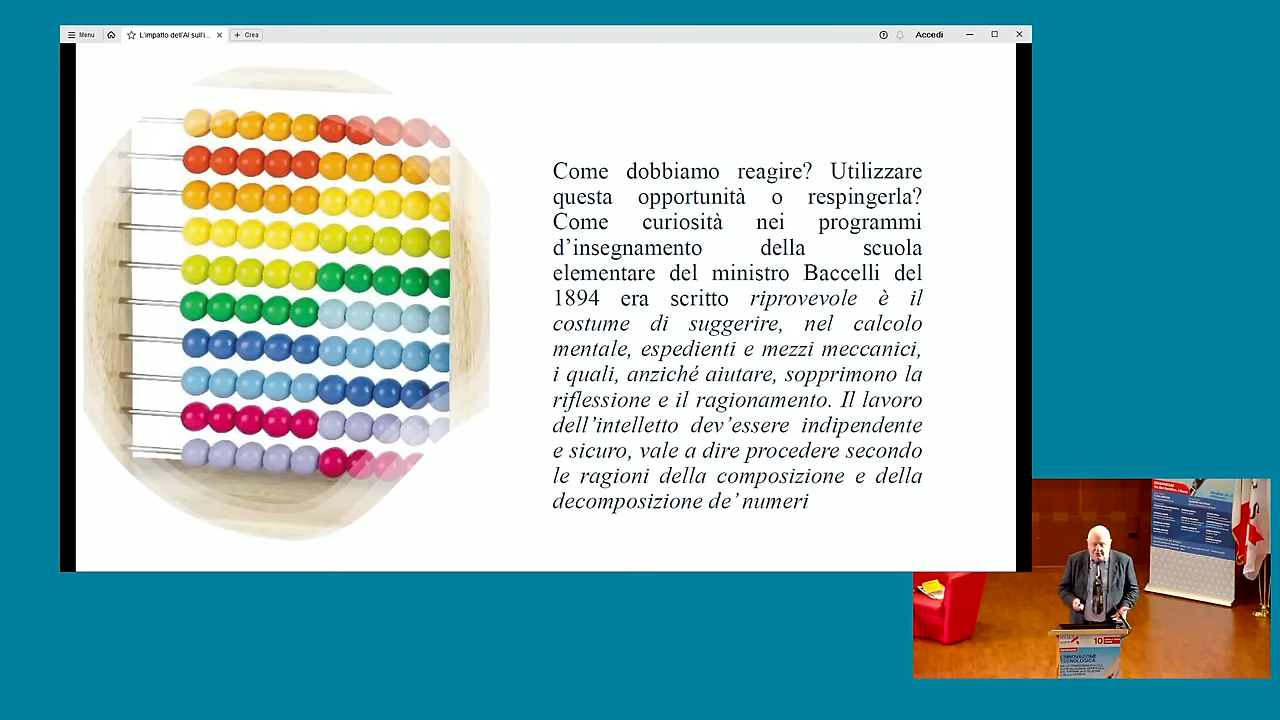 Menu
L'impatto dell'AI sull'i...
Crea
Accedi
Come dobbiamo reagire? Utilizzare
questa opportunità o respingerla?
Come curiosità nei programmi
d’insegnamento della scuola
elementare del ministro Baccelli del
1894 era scritto riprovevole è il
costume di suggerire, nel calcolo
mentale, espedienti e mezzi meccanici,
i quali, anziché aiutare, sopprimono la
riflessione e il ragionamento. Il lavoro
dell’intelletto dev’essere indipendente
e sicuro, vale a dire procedere secondo
le ragioni della composizione e della
decomposizione de’ numeri
10
L'INNOVAZIONE
TECNOLOGICA